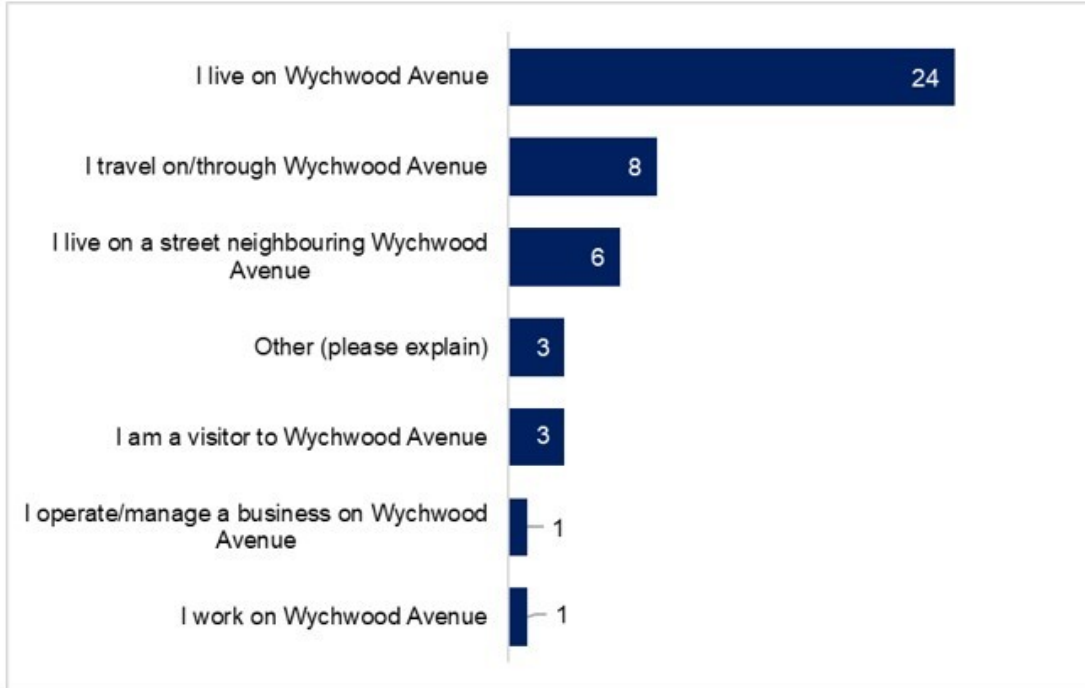 I live on Wychwood Avenue
24
I travel on/through Wychwood Avenue
8
I live on a street neighbouring Wychwood
Avenue
6
Other (please explain)
3
I am a visitor to Wychwood Avenue
3
I operate/manage a business on Wychwood
Avenue
1
I work on Wychwood Avenue
1